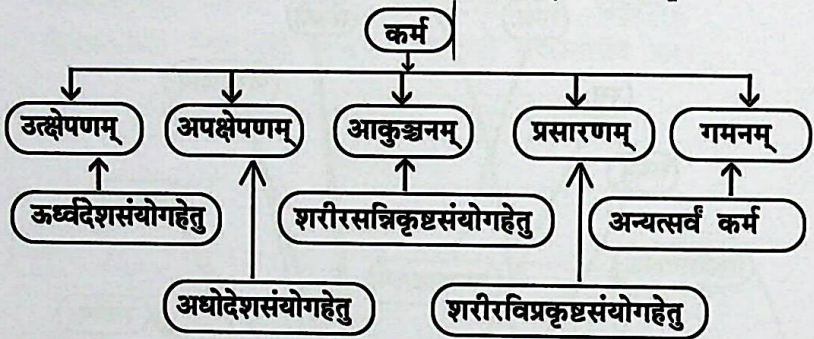 कर्म
उत्क्षेपणम् अपक्षेपणम् आकुञ्चनम् प्रसारणम् गमनम्
ऊर्ध्वदेशसंयोगहेतु शरीरसन्निकृष्टसंयोगहेतु अन्यत्सर्वं कर्म
अधोदेशसंयोगहेतु शरीरविप्रकृष्टसंयोगहेतु